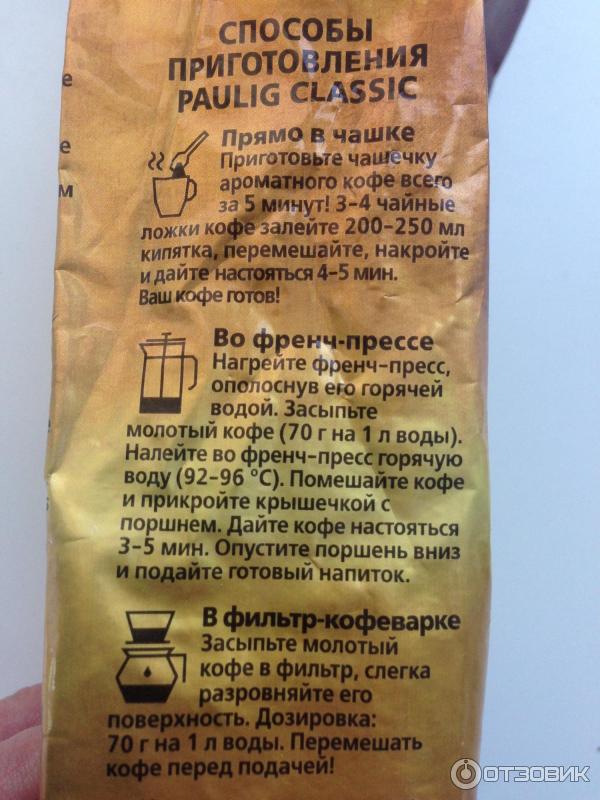 СПОСОБЫ
ПРИГОТОВЛЕНИЯ
PAULIG CLASSIC
Прямо в чашке
Приготовьте чашечку
ароматного кофе всего
за 5 минут! 3-4 чайные
ложки кофе залейте 200-250 мл
кипятка, перемешайте, накройте
и дайте настояться 4-5 мин.
Ваш кофе готов!
Во френч-прессе
Нагрейте френч-пресс,
ополоснув его горячей
водой. Засыпьте
молотый кофе (70 г на 1 л воды).
Налейте во френч-пресс горячую
воду (92-96 °C). Помешайте кофе
и прикройте крышечкой с
поршнем. Дайте кофе настояться
3-5 мин. Опустите поршень вниз
и подайте готовый напиток.
В фильтр-кофеварке
Засыпьте молотый
кофе в фильтр, слегка
разровняйте его
поверхность. Дозировка:
70 г на 1 л воды. Перемешать
кофе перед подачей!
ОТЗОВИК